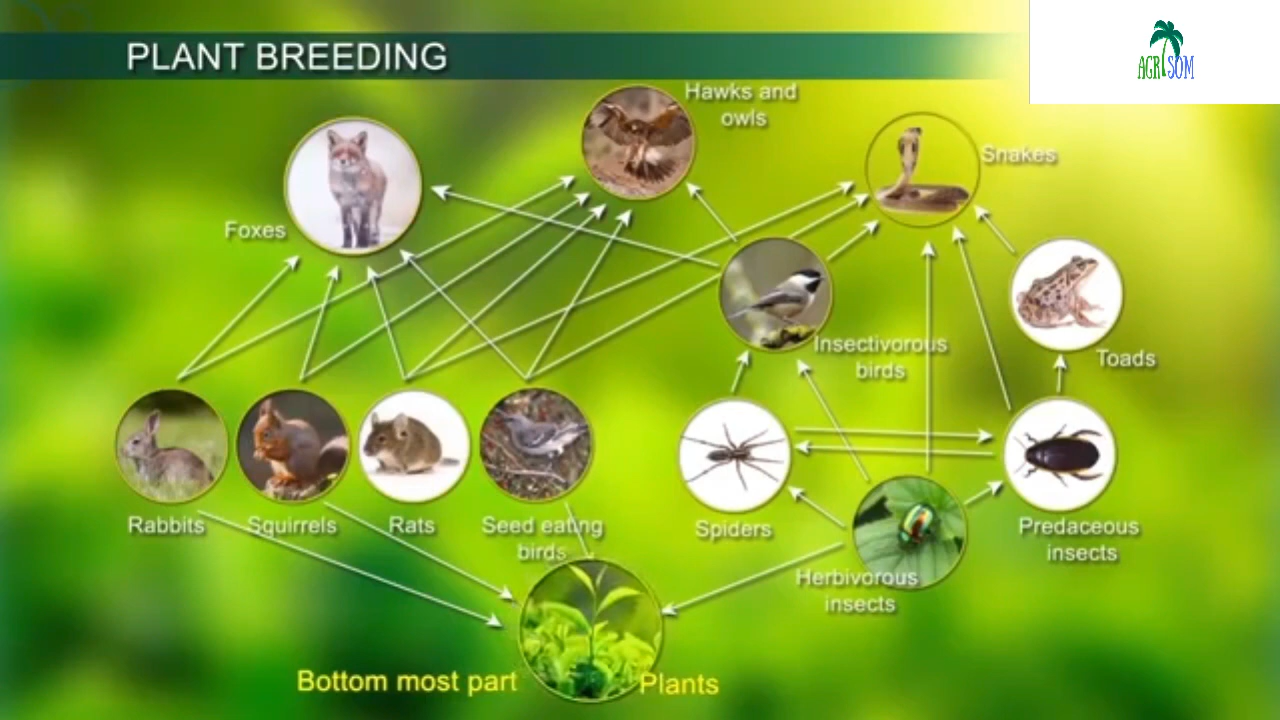 PLANT BREEDING
AGRISOM
Hawks and
owls
Snakes
Foxes
Insectivorous
birds
Toads
Rabbits
Squirrels
Rats
Seed eating
birds
Spiders
Predaceous
insects
Herbivorous
insects
Bottom most part
Plants